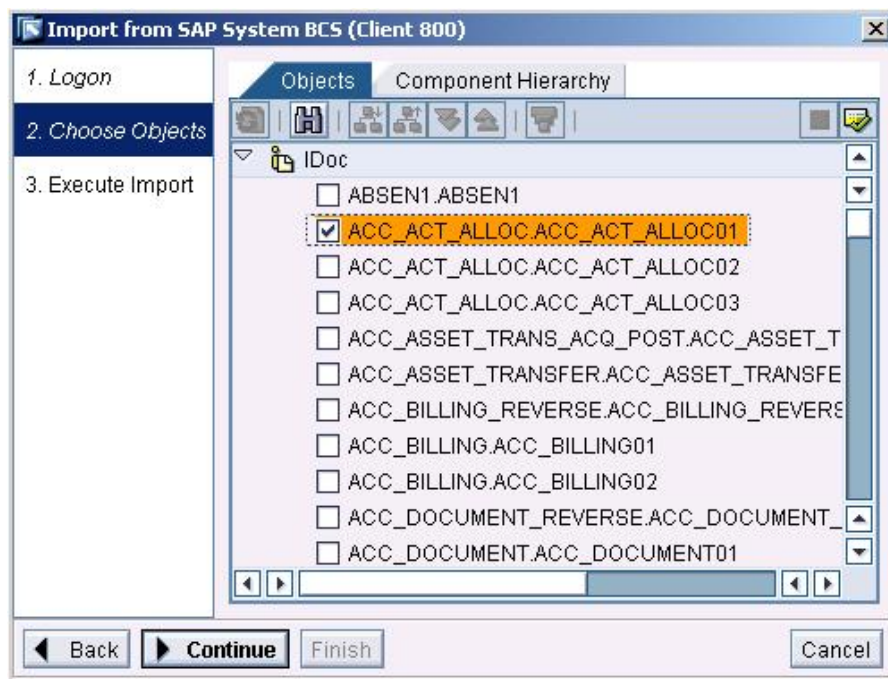 Import from SAP System BCS (Client 800)
1. Logon
2. Choose Objects
3. Execute Import
Objects Component Hierarchy
IDoc
ABSEN1.ABSEN1
ACC_ACT_ALLOC.ACC_ACT_ALLOC01
ACC_ACT_ALLOC.ACC_ACT_ALLOC02
ACC_ACT_ALLOC.ACC_ACT_ALLOC03
ACC_ASSET_TRANS_ACQ_POST.ACC_ASSET_T
ACC_ASSET_TRANSFER.ACC_ASSET_TRANSFE
ACC_BILLING_REVERSE.ACC_BILLING_REVERS
ACC_BILLING.ACC_BILLING01
ACC_BILLING.ACC_BILLING02
ACC_DOCUMENT_REVERSE.ACC_DOCUMENT_
ACC_DOCUMENT.ACC_DOCUMENT01
Back Continue Finish Cancel